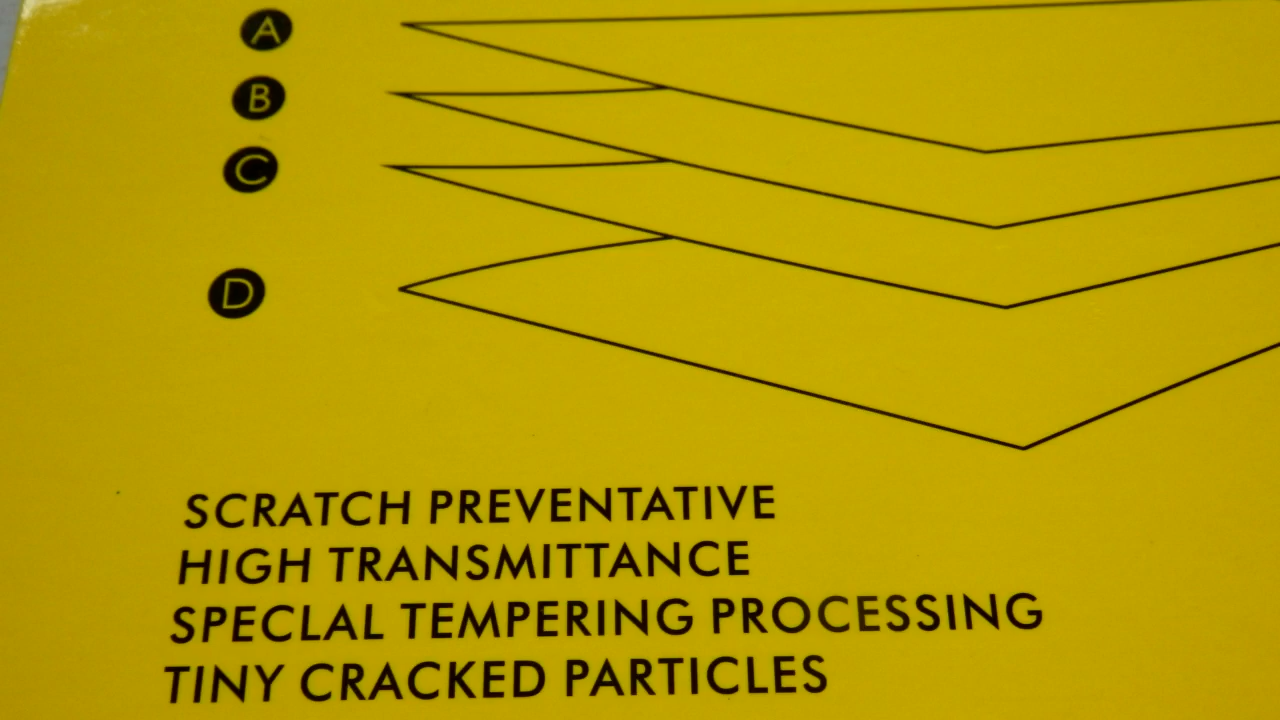 A
B
C
D
SCRATCH PREVENTATIVE
HIGH TRANSMITTANCE
SPECLAL TEMPERING PROCESSING
TINY CRACKED PARTICLES